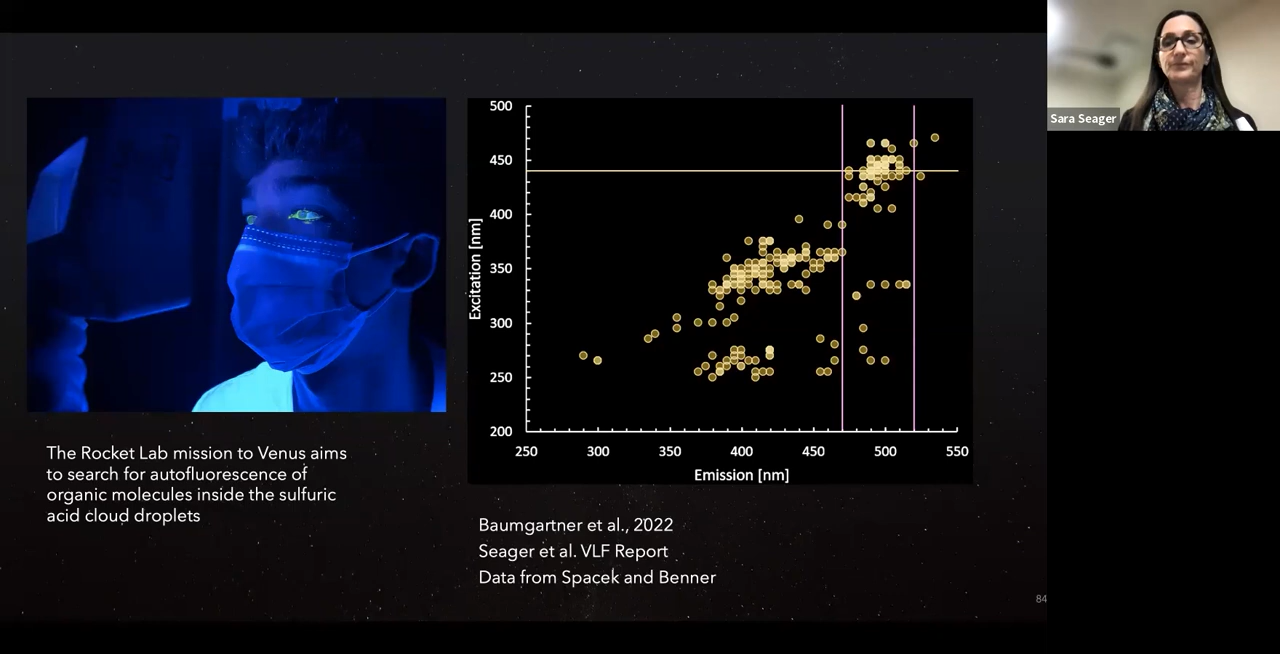 Sara Seager
500
450
400
350
300
250
200
Excitation [nm]
250 300 350 400 450 500 550
Emission [nm]
The Rocket Lab mission to Venus aims
to search for autofluorescence of
organic molecules inside the sulfuric
acid cloud droplets
Baumgartner et al., 2022
Seager et al. VLF Report
Data from Spacek and Benner
84